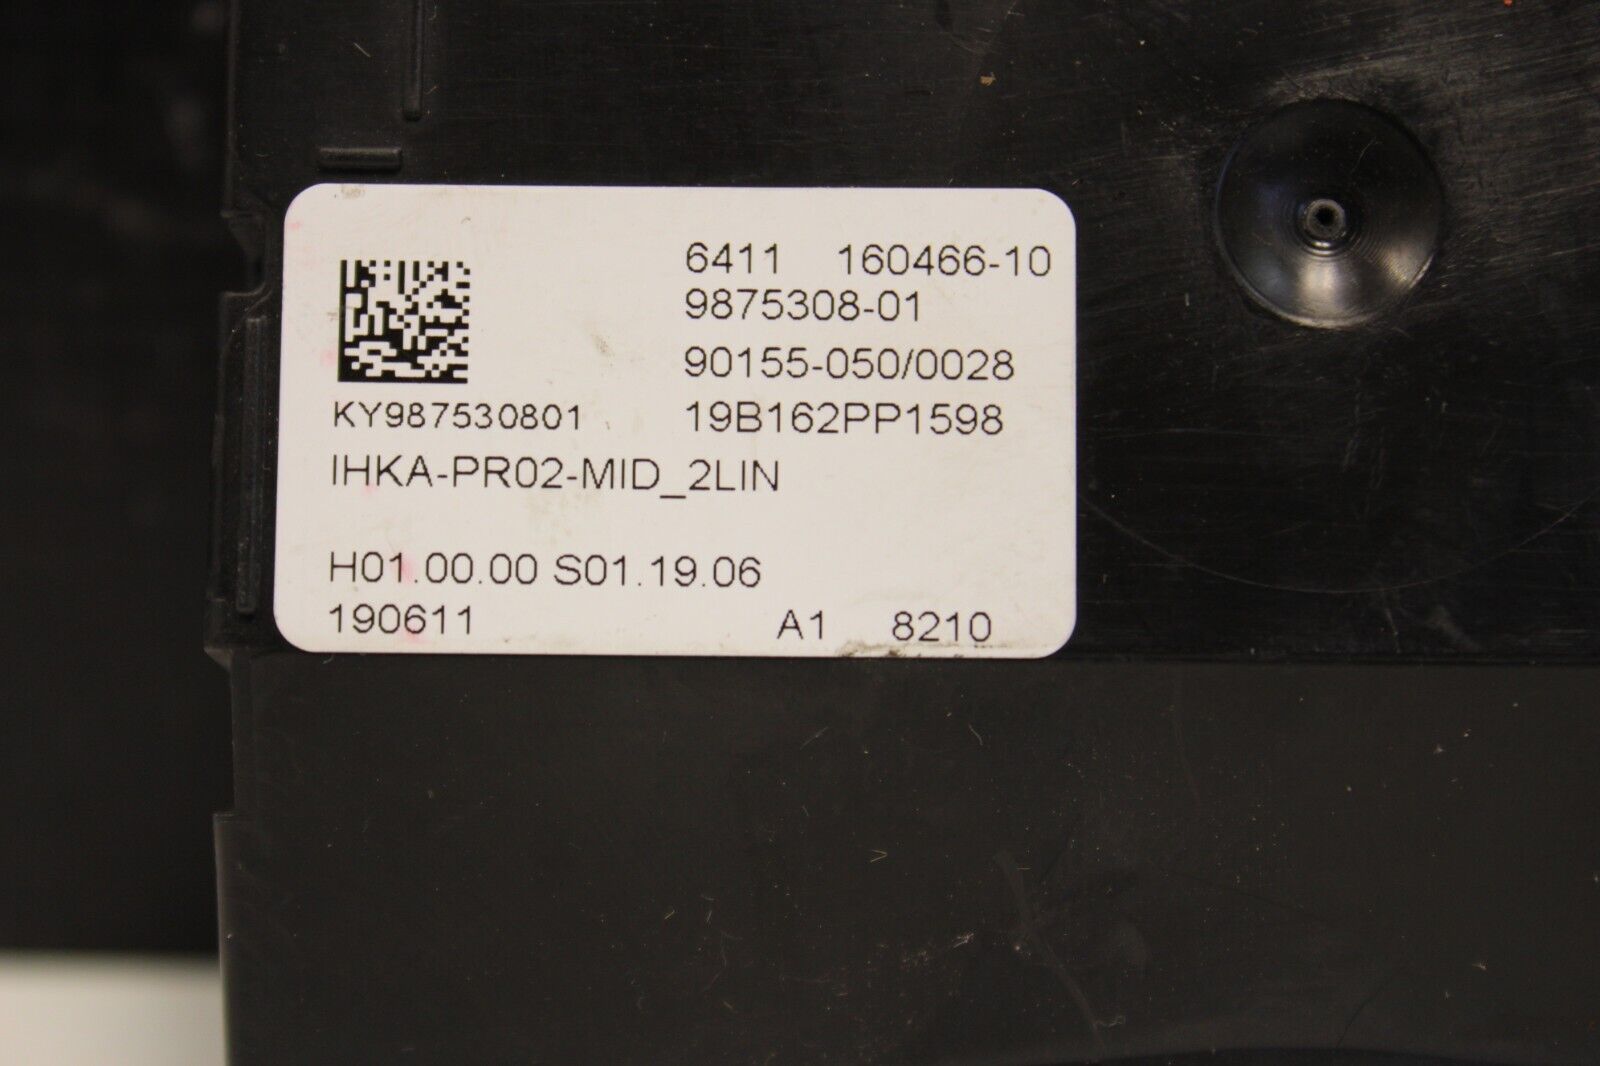 6411 160466-10
9875308-01
90155-050/0028
KY987530801 19B162PP1598
IHKA-PR02-MID_2LIN
H01.00.00 S01.19.06
190611 A1 8210